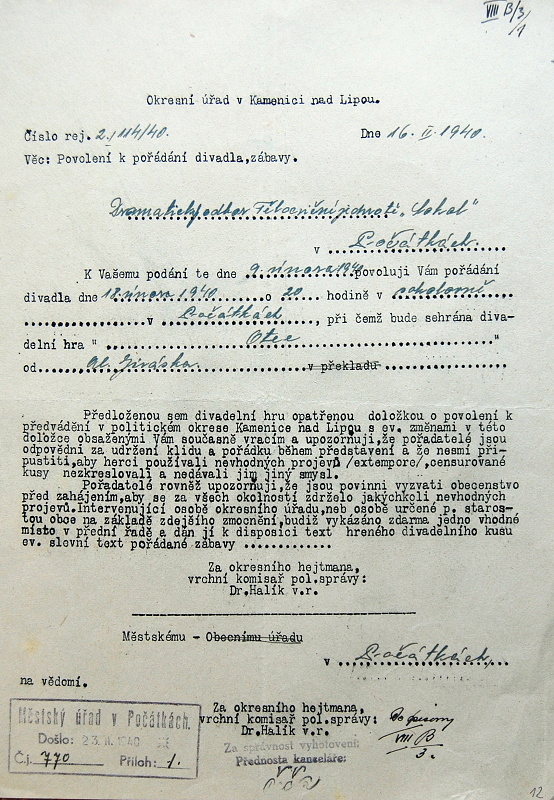 VIII B/3
/1
Okresní úřad v Kamenici nad Lipou.
Číslo rej. 2.114/40. Dne 16. II. 1940.
Věc: Povolení k pořádání divadla,zábavy.
Dramatický odbor Tělocvičné jednoty „Sokol"
v Počátkách
K Vašemu podání te dne 9. února 1940 povoluji Vám pořádání
divadla dne 18. února 1940 o 20 hodině v sokolovně
v Počátkách, při čemž bude sehrána diva-
delní hra " Otec "
od Al. Jiráska. v překladu
Předloženou sem divadelní hru opatřenou doložkou o povolení k
předvádění v politickém okrese Kamenice nad Lipou s ev. změnami v této
doložce obsaženými Vám současně vracím a upozorňuji,že pořadatelé jsou
odpovědni za udržení klidu a pořádku během představení a že nesmí při-
pustiti,aby herci používali nevhodných projevů /extempore/,censurované
kusy nezkreslovali a nedávali jim jiný smysl.
Pořadatelé rovněž upozorňuji,že jsou povinni vyzvati obecenstvo
před zahájením,aby se za všech okolností zdrželo jakýchkoli nevhodných
projevů.Intervenující osobě okresního úřadu,neb osobě určené p. staros-
tou obce na základě zdejšího zmocnění,budiž vykázáno zdarma jedno vhodné
místo v přední řadě a dán jí k disposici text hreného divadelního kusu
ev. slevní text pořádané zábavy .............
Za okresního hejtmana,
vrchní komisař pol.správy:
Dr.Halík v.r.
Městskému - Obecnímu úřadu
v Počátkách
na vědomí.
Za okresního hejtmana,
vrchní komisař pol.správy:
Dr.Halík v.r.
Městský úřad v Počátkách.
Došlo: 23.II.1940
Č.j. 770 Příloh: 1.
Za správnost vyhotovení:
Přednosta kanceláře:
Do spisovny
VIII B
3.
12